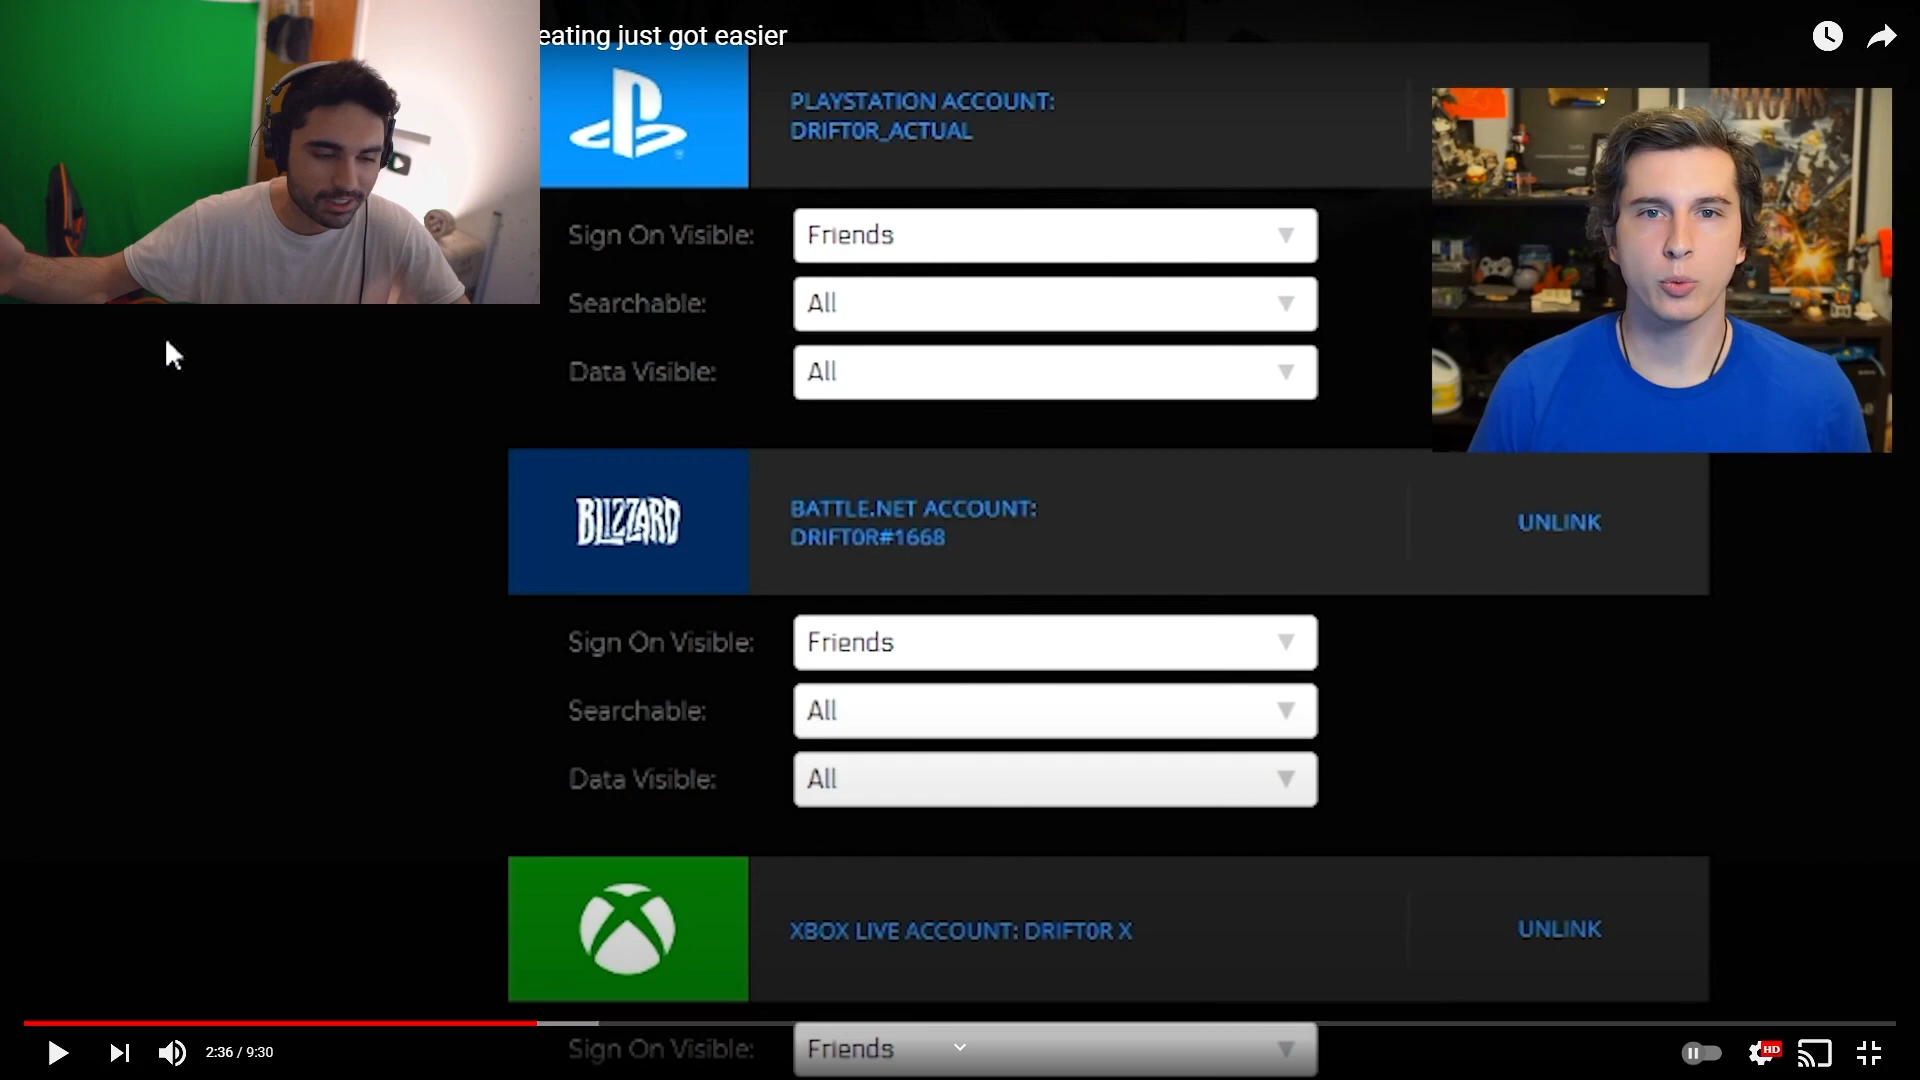 eating just got easier
PLAYSTATION ACCOUNT:
DRIFT0R_ACTUAL
Sign On Visible:
Friends
Searchable:
All
Data Visible:
All
BLIZZARD
BATTLE.NET ACCOUNT:
DRIFT0R#1668
UNLINK
Sign On Visible:
Friends
Searchable:
All
Data Visible:
All
XBOX LIVE ACCOUNT: DRIFT0R X
UNLINK
Sign On Visible:
Friends
2:36 / 9:30
HD